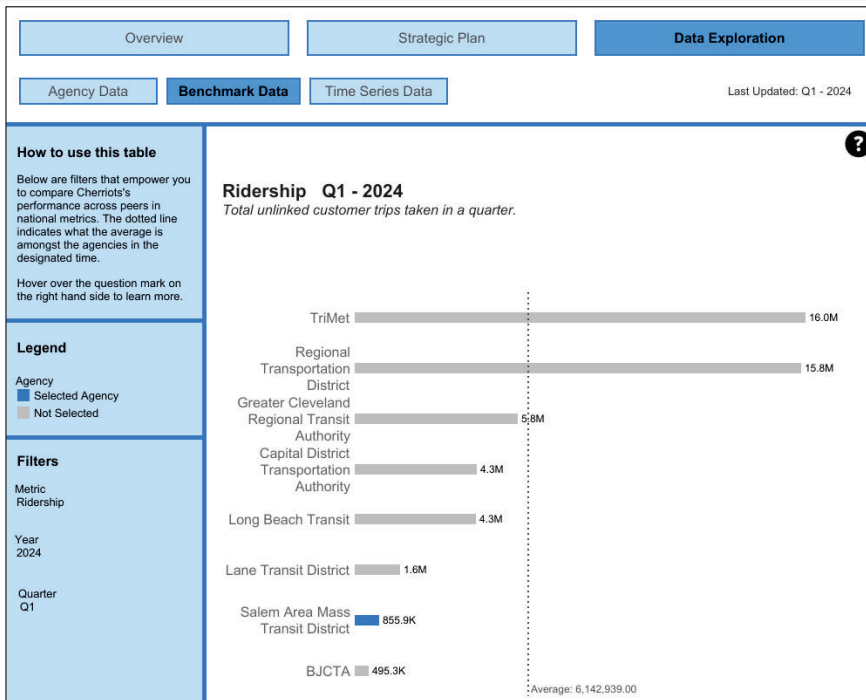 Overview
Strategic Plan
Data Exploration
Agency Data
Benchmark Data
Time Series Data
Last Updated: Q1 - 2024
How to use this table
Below are filters that empower you
to compare Cherriots's
performance across peers in
national metrics. The dotted line
indicates what the average is
amongst the agencies in the
designated time.
Hover over the question mark on
the right hand side to learn more.
Legend
Agency
Selected Agency
Not Selected
Filters
Metric
Ridership
Year
2024
Quarter
Q1
?
Ridership Q1 - 2024
Total unlinked customer trips taken in a quarter.
TriMet
16.0M
Regional
Transportation
District
15.8M
Greater Cleveland
Regional Transit
Authority
5.8M
Capital District
Transportation
Authority
4.3M
Long Beach Transit
4.3M
Lane Transit District
1.6M
Salem Area Mass
Transit District
855.9K
BJCTA
495.3K
Average: 6,142,939.00